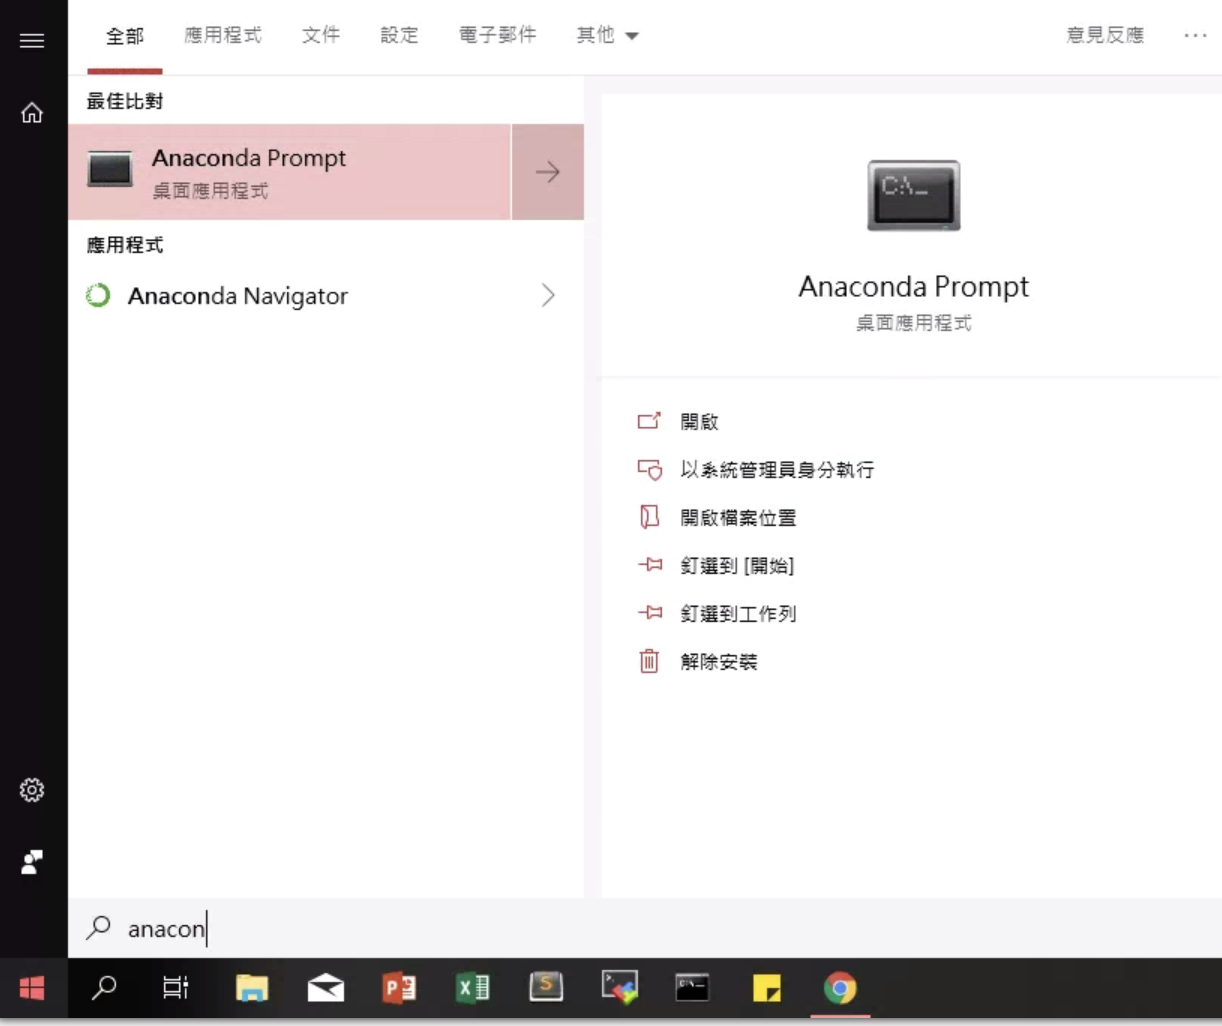 全部 應用程式 文件 設定 電子郵件 其他 意見反應 ...
最佳比對
Anaconda Prompt
桌面應用程式
應用程式
Anaconda Navigator
C:\_
Anaconda Prompt
桌面應用程式
開啟
以系統管理員身分執行
開啟檔案位置
釘選到 [開始]
釘選到工作列
解除安裝
anacon